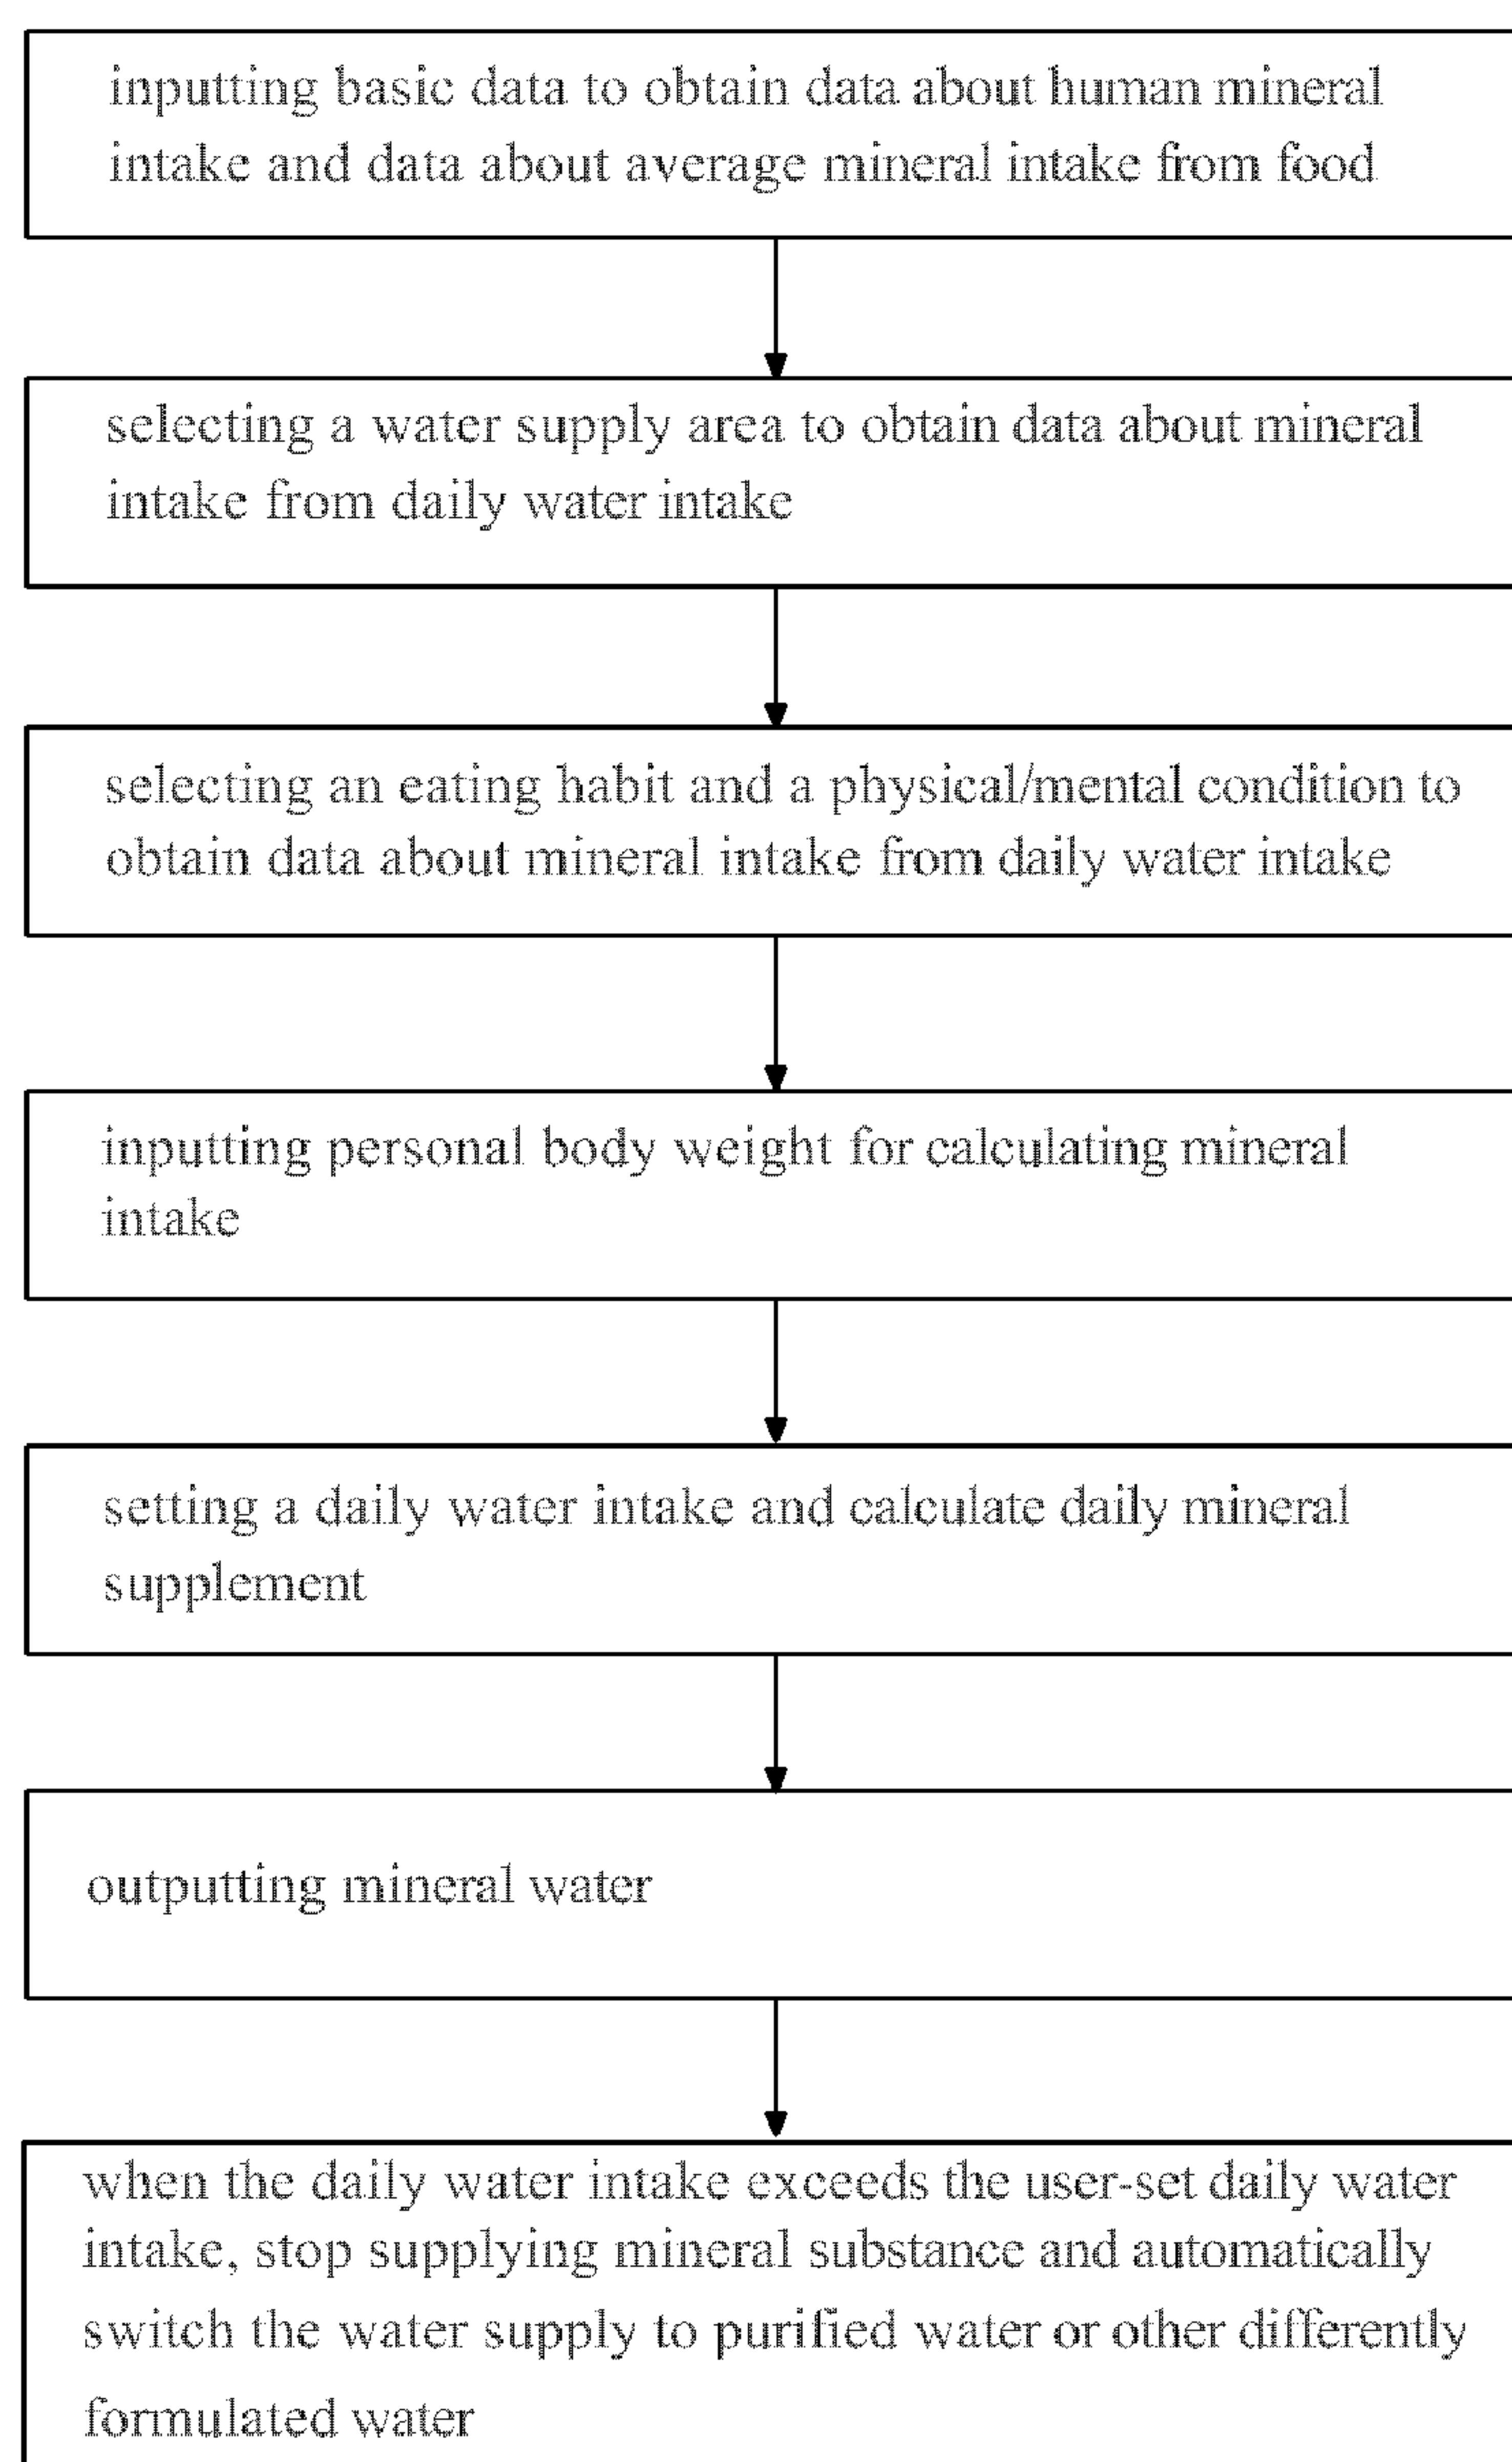 inputting basic data to obtain data about human mineral
intake and data about average mineral intake from food
selecting a water supply area to obtain data about mineral
intake from daily water intake
selecting an eating habit and a physical/mental condition to
obtain data about mineral intake from daily water intake
inputting personal body weight for calculating mineral
intake
setting a daily water intake and calculate daily mineral
supplement
outputting mineral water
when the daily water intake exceeds the user-set daily water
intake, stop supplying mineral substance and automatically
switch the water supply to purified water or other differently
formulated water